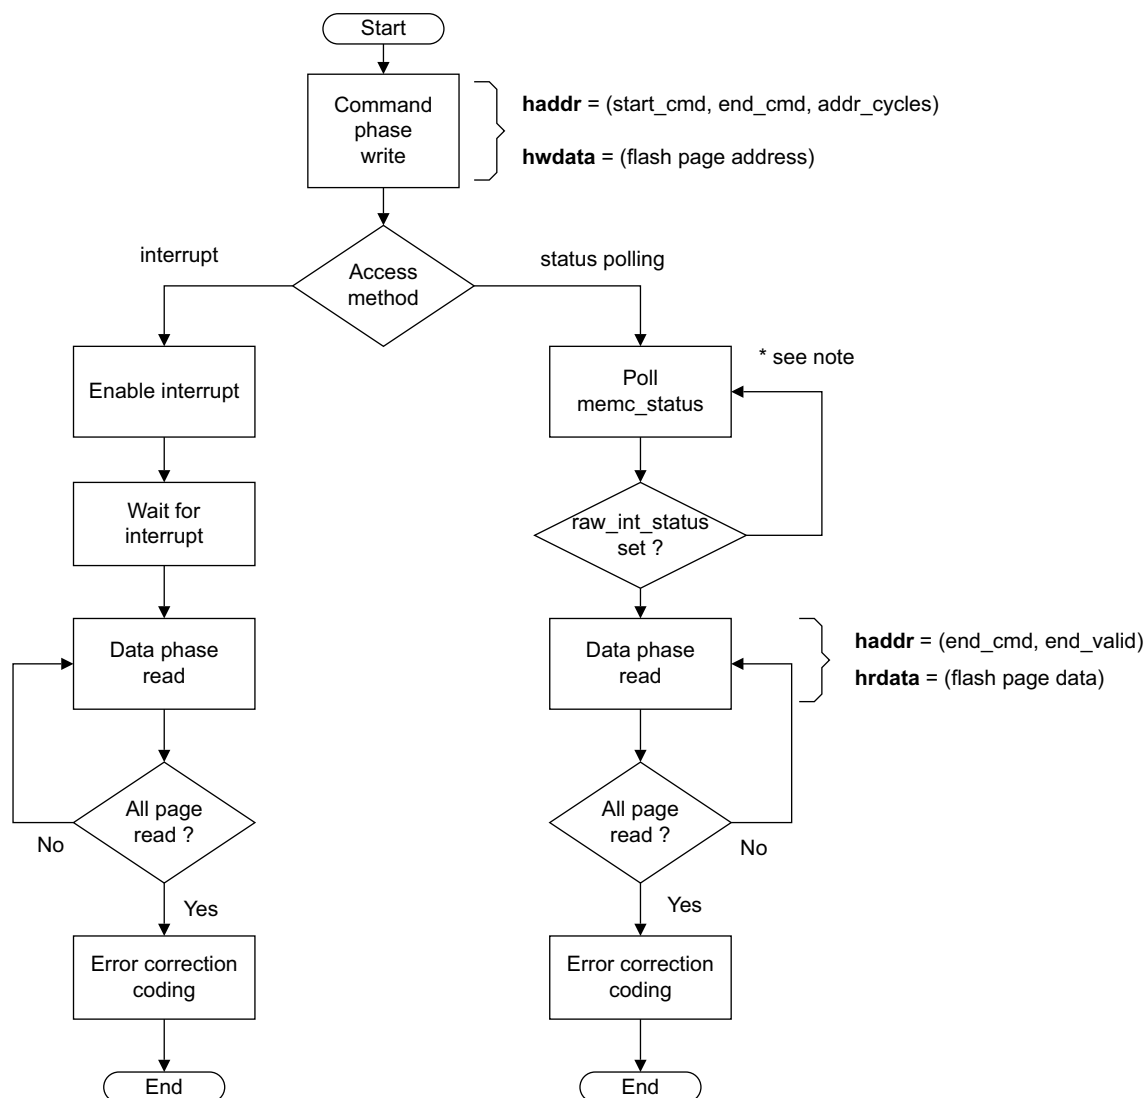 Start
Command
phase
write
haddr = (start_cmd, end_cmd, addr_cycles)
hwdata = (flash page address)
interrupt
Access
method
status polling
Enable interrupt
Poll
memc_status
* see note
Wait for
interrupt
raw_int_status
set ?
Data phase
read
Data phase
read
haddr = (end_cmd, end_valid)
hrdata = (flash page data)
All page
read ?
No
All page
read ?
No
Yes
Yes
Error correction
coding
Error correction
coding
End
End